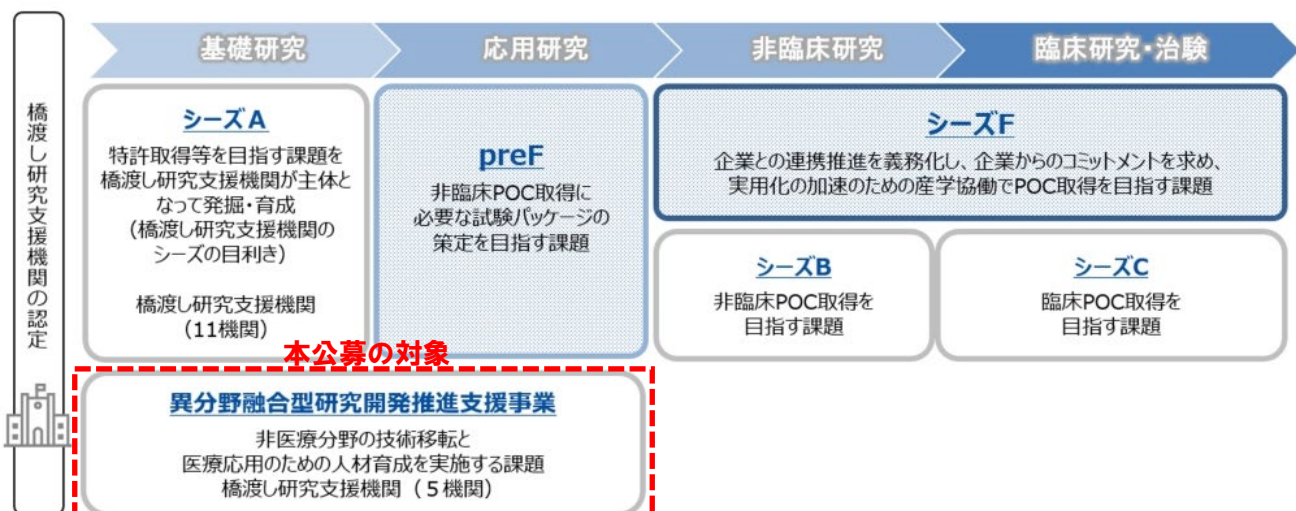 基礎研究
応用研究
非臨床研究
臨床研究・治験
橋渡し研究支援機関の認定
シーズA
特許取得等を目指す課題を
橋渡し研究支援機関が主体と
なって発掘・育成
(橋渡し研究支援機関の
シーズの目利き)
橋渡し研究支援機関
(11機関)
preF
非臨床POC取得に
必要な試験パッケージの
策定を目指す課題
シーズF
企業との連携推進を義務化し、企業からのコミットメントを求め、
実用化の加速のための産学協働でPOC取得を目指す課題
シーズB
非臨床POC取得を
目指す課題
シーズC
臨床POC取得を
目指す課題
本公募の対象
異分野融合型研究開発推進支援事業
非医療分野の技術移転と
医療応用のための人材育成を実施する課題
橋渡し研究支援機関(5機関)